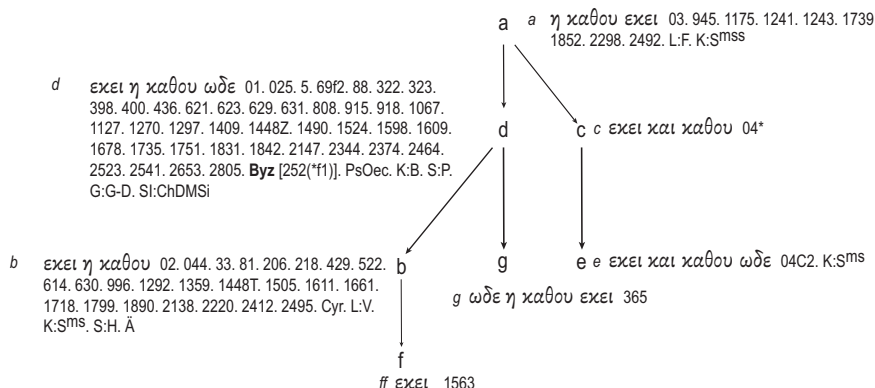 a
a η καθου εκει 03. 945. 1175. 1241. 1243. 1739
1852. 2298. 2492. L:F. K:Smss
d εκει η καθου ωδε 01. 025. 5. 69f2. 88. 322. 323.
398. 400. 436. 621. 623. 629. 631. 808. 915. 918. 1067.
1127. 1270. 1297. 1409. 1448Z. 1490. 1524. 1598. 1609.
1678. 1735. 1751. 1831. 1842. 2147. 2344. 2374. 2464.
2523. 2541. 2653. 2805. Byz [252(*f1)]. PsOec. K:B. S:P.
G:G-D. Sl:ChDMSi
d
c
c εκει και καθου 04*
b εκει η καθου 02. 044. 33. 81. 206. 218. 429. 522.
614. 630. 996. 1292. 1359. 1448T. 1505. 1611. 1661.
1718. 1799. 1890. 2138. 2220. 2412. 2495. Cyr. L:V.
K:Sms. S:H. Ä
b
g
e
e εκει και καθου ωδε 04C2. K:Sms
g ωδε η καθου εκει 365
f
ff εκει 1563